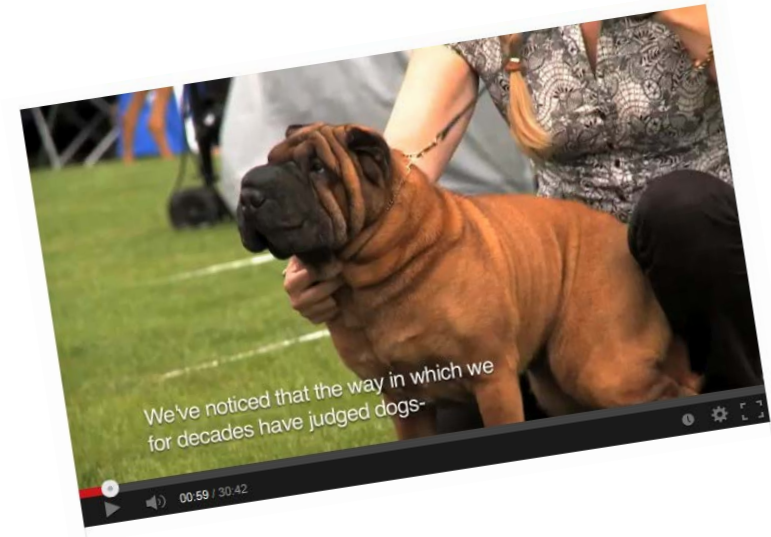 We've noticed that the way in which we
for decades have judged dogs-
00:59 / 30:42